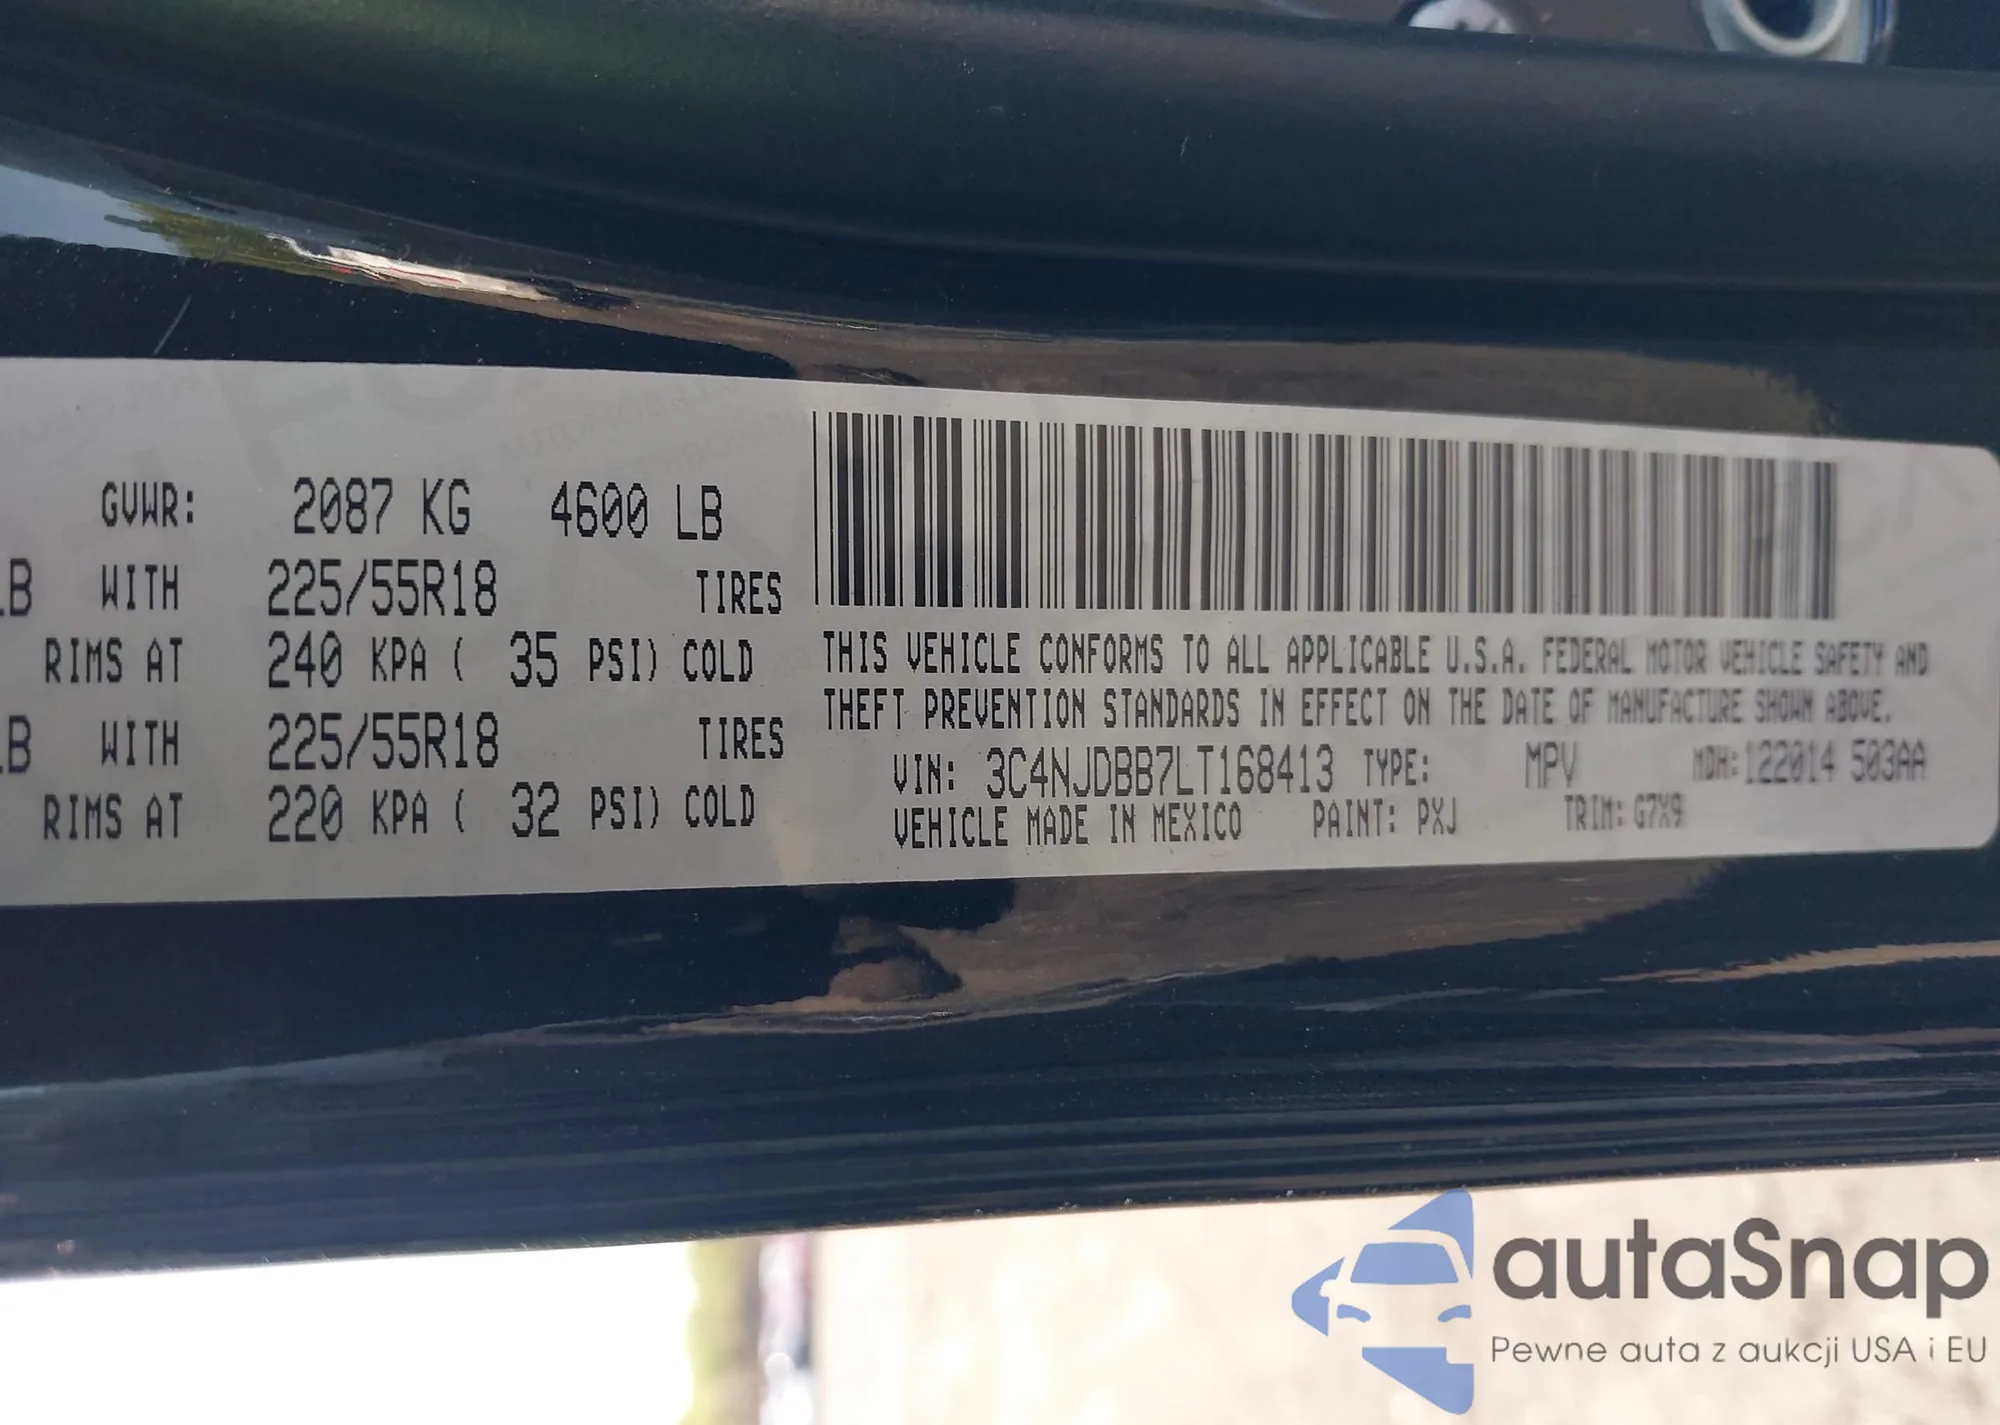 GVWR: 2087 KG 4600 LB
LB WITH 225/55R18 TIRES
RIMS AT 240 KPA ( 35 PSI) COLD
LB WITH 225/55R18 TIRES
RIMS AT 220 KPA ( 32 PSI) COLD
THIS VEHICLE CONFORMS TO ALL APPLICABLE U.S.A. FEDERAL MOTOR VEHICLE SAFETY AND
THEFT PREVENTION STANDARDS IN EFFECT ON THE DATE OF MANUFACTURE SHOWN ABOVE.
VIN: 3C4NJDBB7LT168413 TYPE: MPV MDH:122014 503AA
VEHICLE MADE IN MEXICO PAINT: PXJ TRIM: G7X9
autaSnap
Pewne auta z aukcji USA i EU